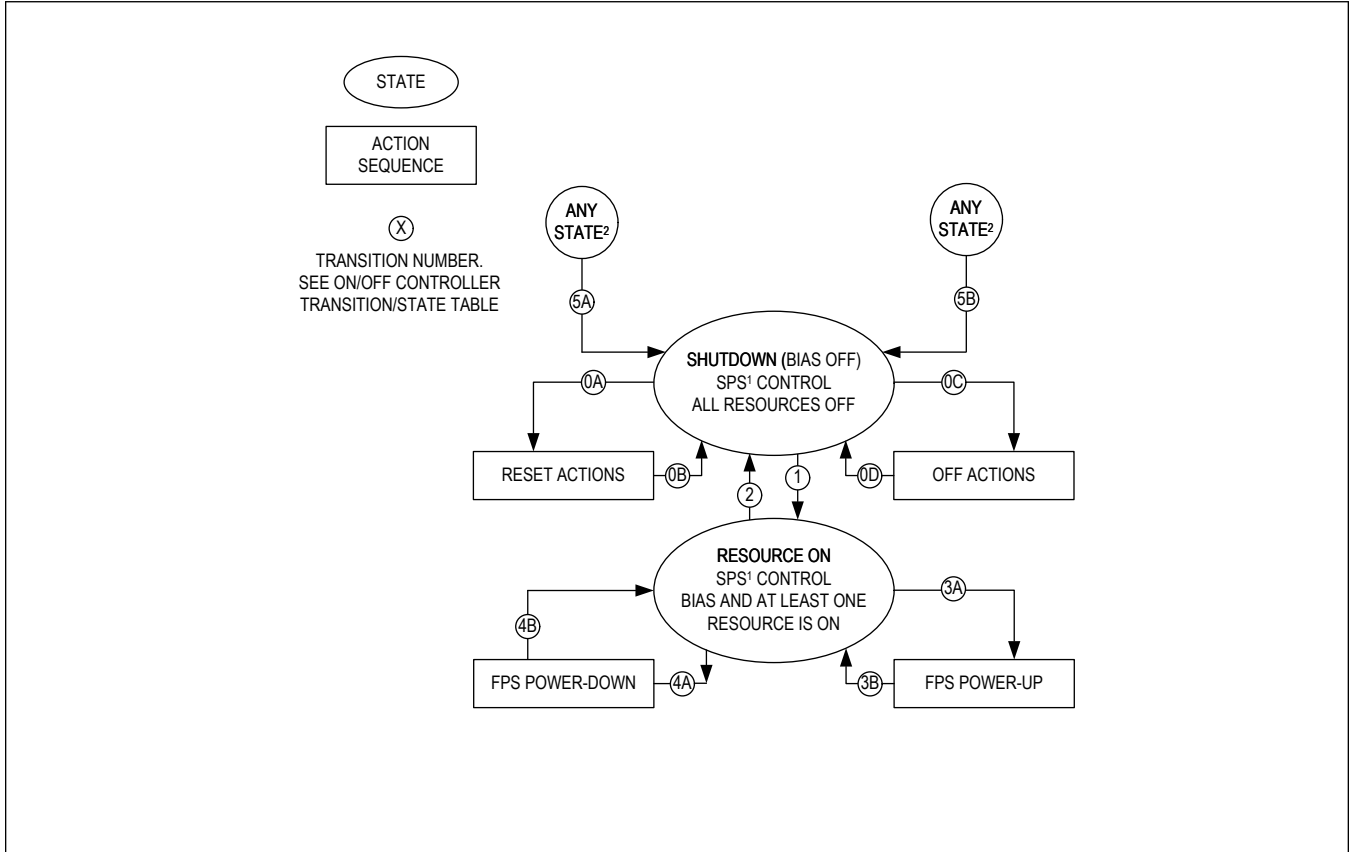 STATE
ACTION
SEQUENCE
X
TRANSITION NUMBER.
SEE ON/OFF CONTROLLER
TRANSITION/STATE TABLE
ANY
STATE²
ANY
STATE²
5A
5B
SHUTDOWN (BIAS OFF)
SPS¹ CONTROL
ALL RESOURCES OFF
0A
0C
RESET ACTIONS
0B
0D
OFF ACTIONS
2
1
RESOURCE ON
SPS¹ CONTROL
BIAS AND AT LEAST ONE
RESOURCE IS ON
3A
4B
FPS POWER-DOWN
4A
3B
FPS POWER-UP